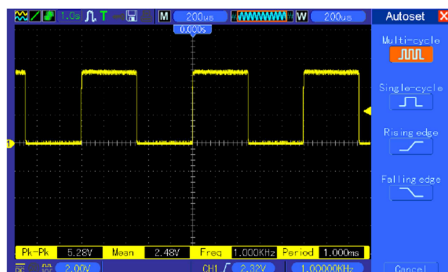 1.0s T M 200us W 200us Autoset
0.000s
Multi-cycle
Single-cycle
Rising edge
1
Falling edge
Pk-Pk 5.28V Mean 2.48V Freq 1.000KHz Period 1.000ms
2.00V CH1 2.32V 1.00000KHz Cancel